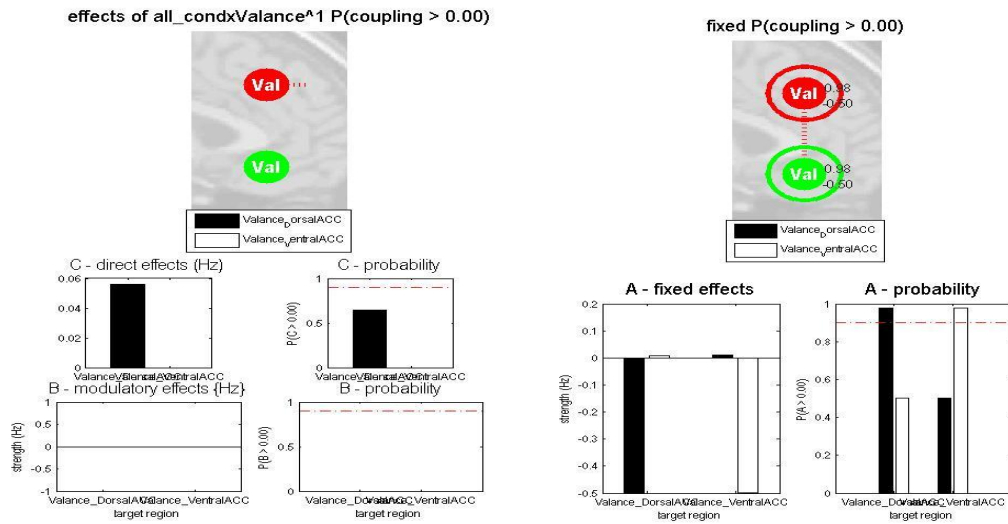 effects of all_condxValance^1 P(coupling > 0.00)
Val
Val
Valance_DorsalACC
Valance_VentralACC
C - direct effects (Hz)
0.06
0.04
0.02
0
C - probability
P(C > 0.00)
1
0.5
0
B - modulatory effects {Hz}
strength (Hz)
1
0.5
0
-0.5
-1
Valance_DorsalACC
Valance_VentralACC
target region
B - probability
P(B > 0.00)
1
0.5
0
target region
fixed P(coupling > 0.00)
Val
0.98
-0.50
Val
0.98
-0.50
Valance_DorsalACC
Valance_VentralACC
A - fixed effects
strength (Hz)
0.2
0.1
0
-0.1
-0.2
-0.3
-0.4
-0.5
Valance_DorsalACC
Valance_VentralACC
target region
A - probability
P(A > 0.00)
1
0.8
0.6
0.4
0.2
0
target region